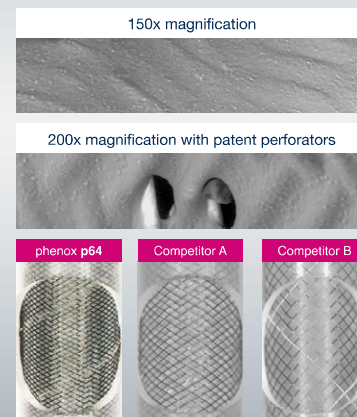 150x magnification
200x magnification with patent perforators
phenox p64
Competitor A
Competitor B